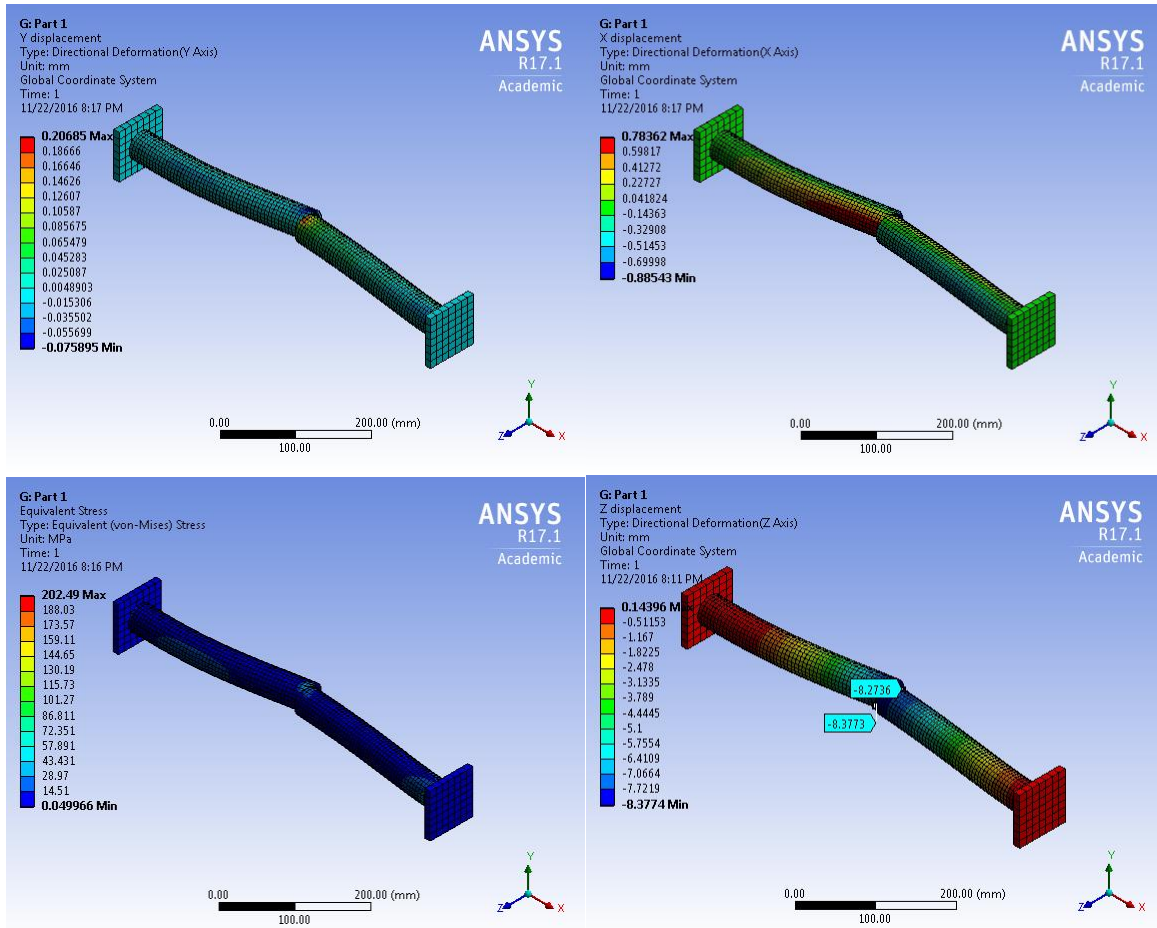 G: Part 1
Y displacement
Type: Directional Deformation(Y Axis)
Unit: mm
Global Coordinate System
Time: 1
11/22/2016 8:17 PM
ANSYS
R17.1
Academic
0.20685 Max
0.18666
0.16646
0.14626
0.12607
0.10587
0.085675
0.065479
0.045283
0.025087
0.0048903
-0.015306
-0.035502
-0.055699
-0.075895 Min
0.00
200.00 (mm)
100.00
Y
Z
X
G: Part 1
X displacement
Type: Directional Deformation(X Axis)
Unit: mm
Global Coordinate System
Time: 1
11/22/2016 8:17 PM
ANSYS
R17.1
Academic
0.78362 Max
0.59817
0.41272
0.22727
0.041824
-0.14363
-0.32908
-0.51453
-0.69998
-0.88543 Min
0.00
200.00 (mm)
100.00
Y
Z
X
G: Part 1
Equivalent Stress
Type: Equivalent (von-Mises) Stress
Unit: MPa
Time: 1
11/22/2016 8:16 PM
ANSYS
R17.1
Academic
202.49 Max
188.03
173.57
159.11
144.65
130.19
115.73
101.27
86.811
72.351
57.891
43.431
28.97
14.51
0.049966 Min
0.00
200.00 (mm)
100.00
Y
Z
X
G: Part 1
Z displacement
Type: Directional Deformation(Z Axis)
Unit: mm
Global Coordinate System
Time: 1
11/22/2016 8:11 PM
ANSYS
R17.1
Academic
0.14396 M
-0.51153
-1.167
-1.8225
-2.478
-3.1335
-3.789
-4.4445
-5.1
-5.7554
-6.4109
-7.0664
-7.7219
-8.3774 Min
-8.2736
-8.3773
0.00
200.00 (mm)
100.00
Y
Z
X